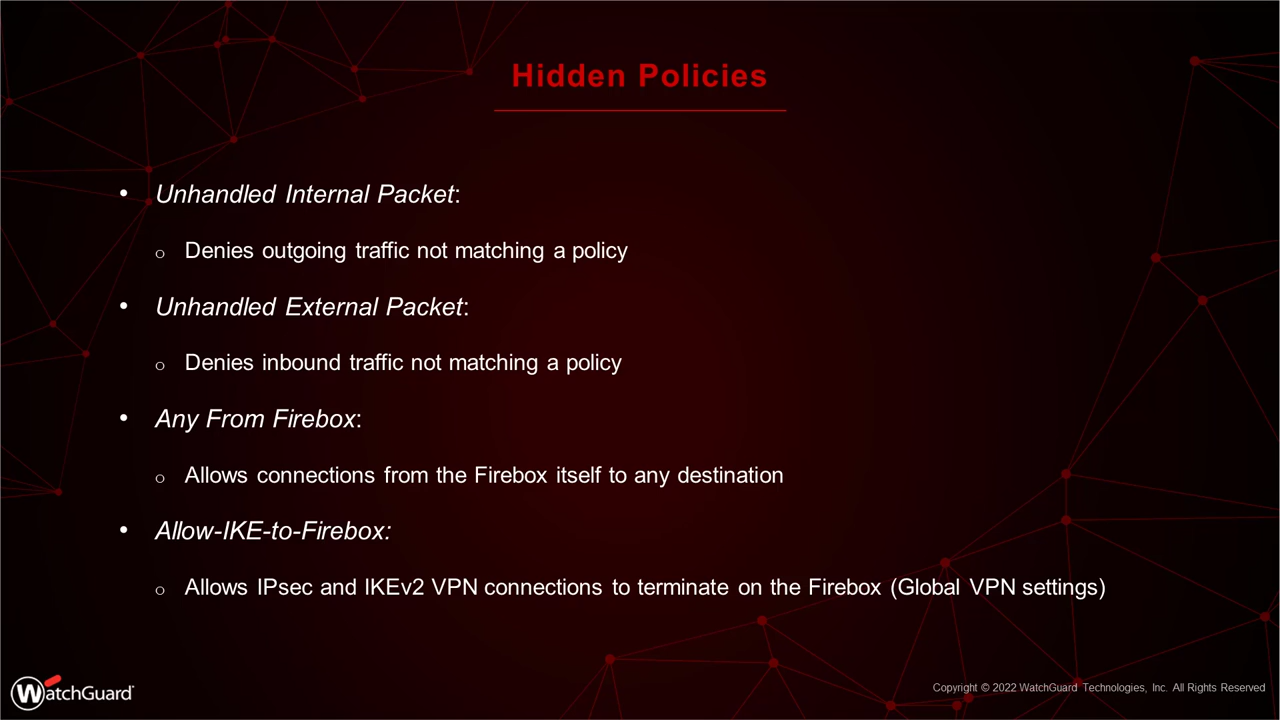 Hidden Policies
• Unhandled Internal Packet:
o Denies outgoing traffic not matching a policy
• Unhandled External Packet:
o Denies inbound traffic not matching a policy
• Any From Firebox:
o Allows connections from the Firebox itself to any destination
• Allow-IKE-to-Firebox:
o Allows IPsec and IKEv2 VPN connections to terminate on the Firebox (Global VPN settings)
WatchGuard
Copyright © 2022 WatchGuard Technologies, Inc. All Rights Reserved